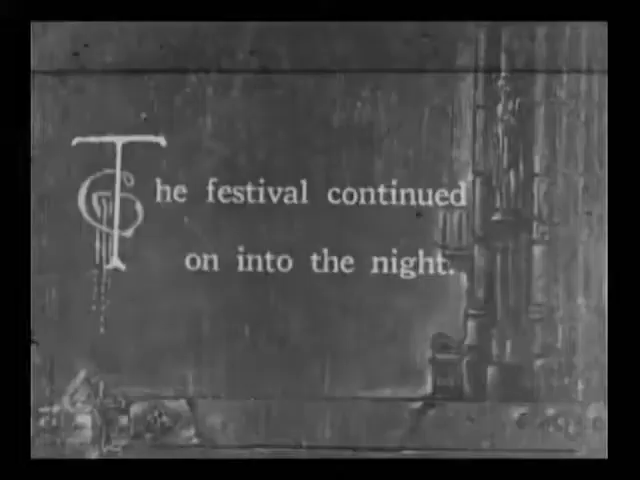 The festival continued
on into the night.